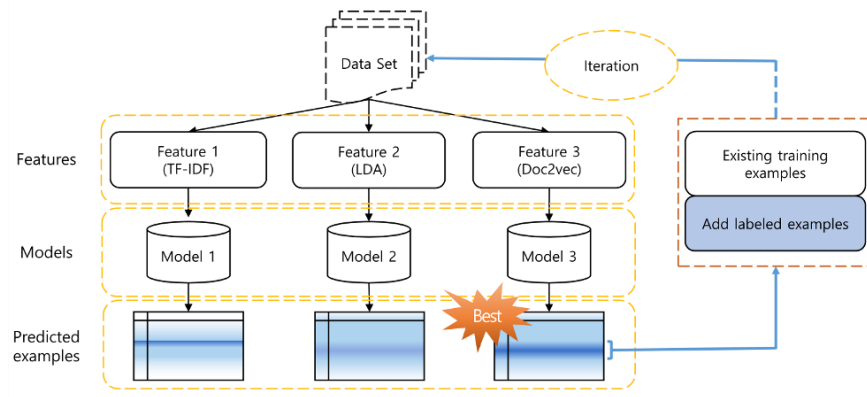 Data Set
Iteration
Features
Feature 1
(TF-IDF)
Feature 2
(LDA)
Feature 3
(Doc2vec)
Existing training
examples
Add labeled examples
Models
Model 1
Model 2
Model 3
Predicted
examples
Best